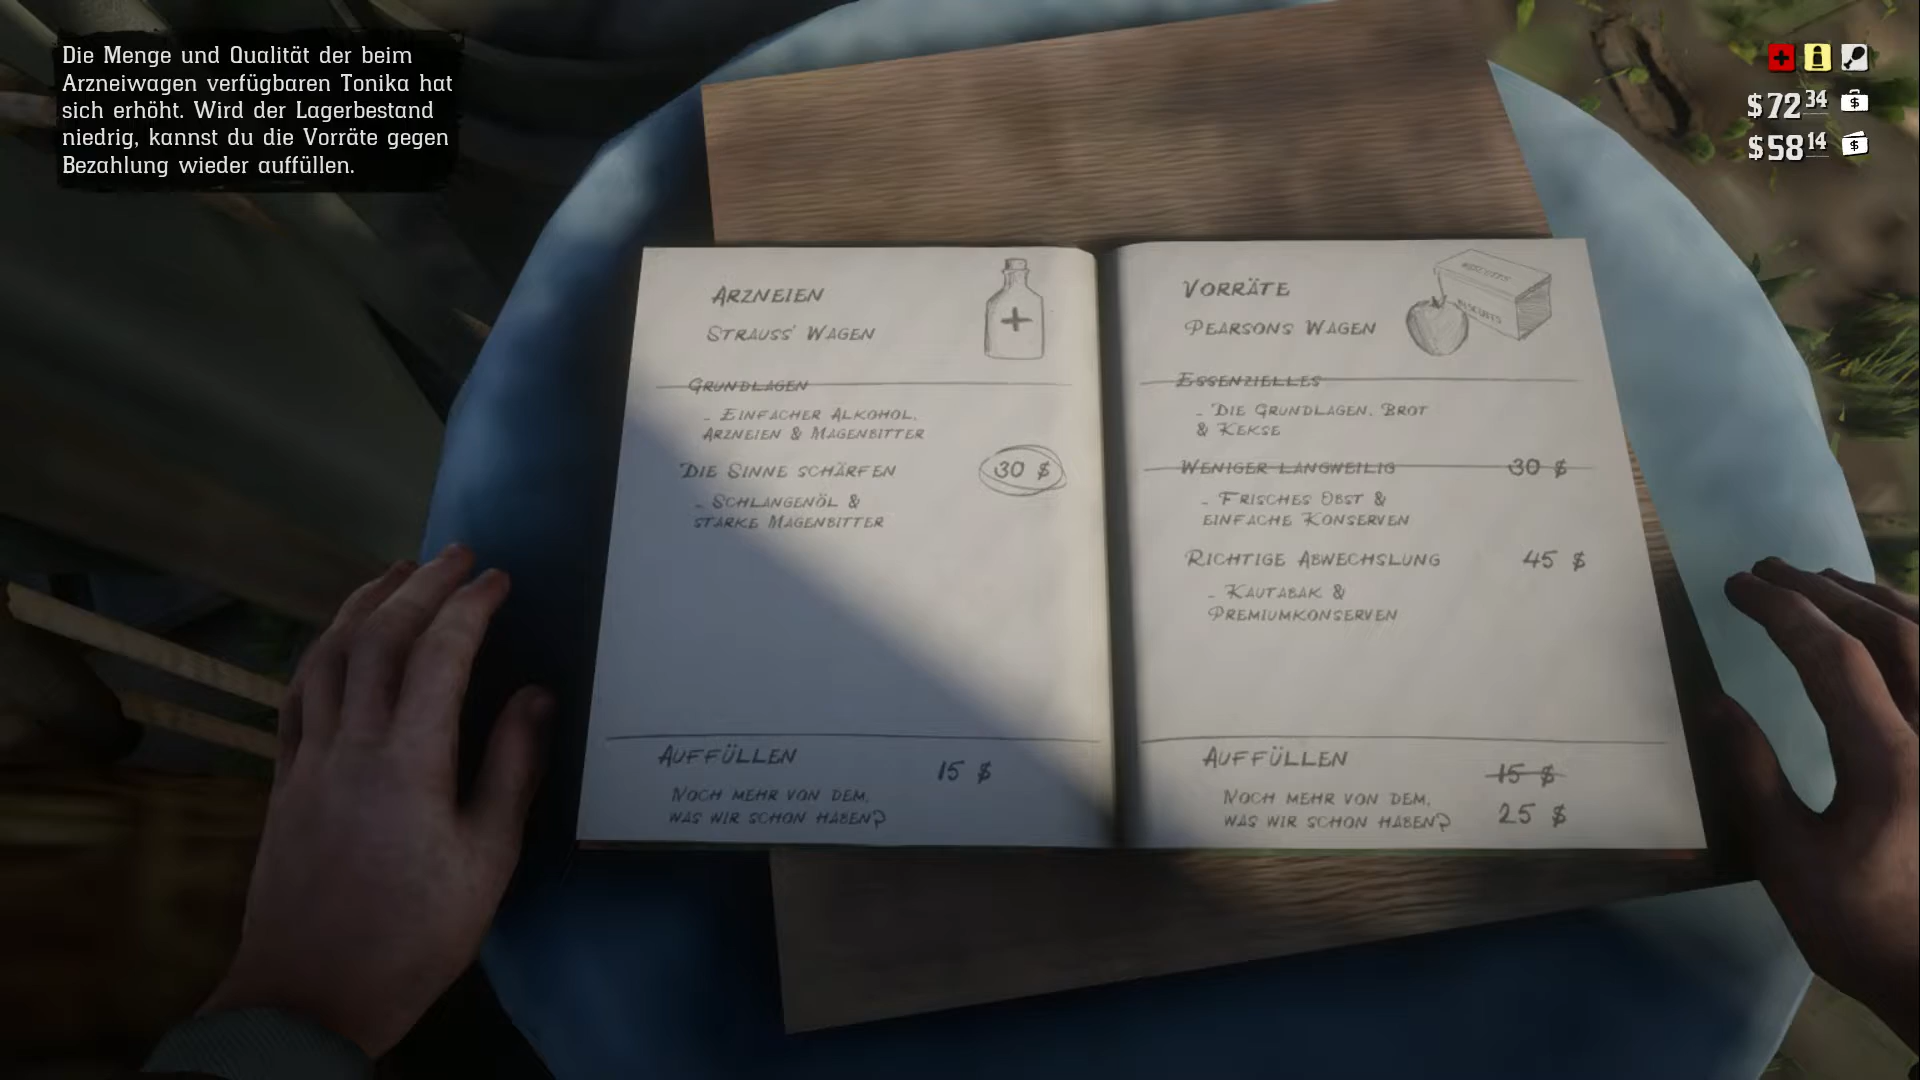 Die Menge und Qualität der beim
Arzneiwagen verfügbaren Tonika hat
sich erhöht. Wird der Lagerbestand
niedrig, kannst du die Vorräte gegen
Bezahlung wieder auffüllen.
$72 34
$58 14
ARZNEIEN
STRAUSS' WAGEN
GRUNDLAGEN
- EINFACHER ALKOHOL,
ARZNEIEN & MAGENBITTER
DIE SINNE SCHÄRFEN 30 $
- SCHLANGENÖL &
STARKE MAGENBITTER
AUFFÜLLEN
15 $
NOCH MEHR VON DEM,
WAS WIR SCHON HABEN?
VORRÄTE
PEARSONS WAGEN
BISCUITS
BISCUITS
ESSENZIELLES
- DIE GRUNDLAGEN. BROT
& KEKSE
WENIGER LANGWEILIG 30 $
- FRISCHES OBST &
EINFACHE KONSERVEN
RICHTIGE ABWECHSLUNG 45 $
- KAUTABAK &
PREMIUMKONSERVEN
AUFFÜLLEN
15 $
NOCH MEHR VON DEM,
WAS WIR SCHON HABEN?
25 $